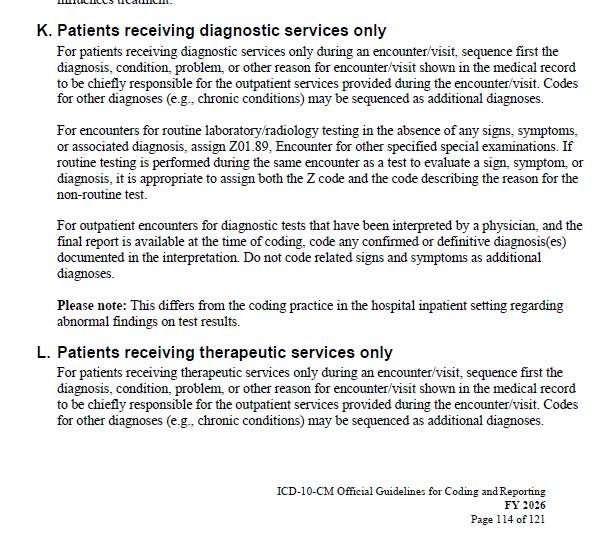 influences treatment.
K. Patients receiving diagnostic services only
For patients receiving diagnostic services only during an encounter/visit, sequence first the
diagnosis, condition, problem, or other reason for encounter/visit shown in the medical record
to be chiefly responsible for the outpatient services provided during the encounter/visit. Codes
for other diagnoses (e.g., chronic conditions) may be sequenced as additional diagnoses.
For encounters for routine laboratory/radiology testing in the absence of any signs, symptoms,
or associated diagnosis, assign Z01.89, Encounter for other specified special examinations. If
routine testing is performed during the same encounter as a test to evaluate a sign, symptom, or
diagnosis, it is appropriate to assign both the Z code and the code describing the reason for the
non-routine test.
For outpatient encounters for diagnostic tests that have been interpreted by a physician, and the
final report is available at the time of coding, code any confirmed or definitive diagnosis(es)
documented in the interpretation. Do not code related signs and symptoms as additional
diagnoses.
Please note: This differs from the coding practice in the hospital inpatient setting regarding
abnormal findings on test results.
L. Patients receiving therapeutic services only
For patients receiving therapeutic services only during an encounter/visit, sequence first the
diagnosis, condition, problem, or other reason for encounter/visit shown in the medical record
to be chiefly responsible for the outpatient services provided during the encounter/visit. Codes
for other diagnoses (e.g., chronic conditions) may be sequenced as additional diagnoses.
ICD-10-CM Official Guidelines for Coding and Reporting
FY 2026
Page 114 of 121